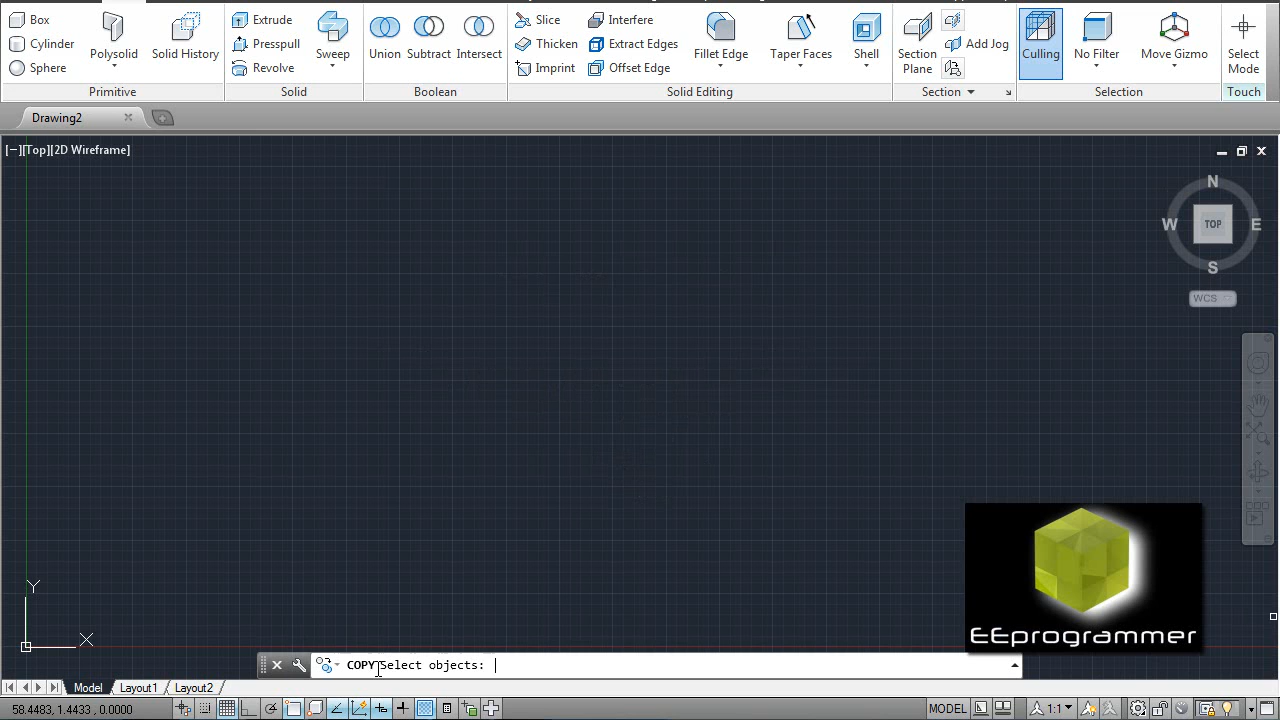 Box
Cylinder
Sphere
Polysolid
Solid History
Primitive
Extrude
Presspull
Revolve
Sweep
Solid
Union
Subtract
Intersect
Boolean
Slice
Thicken
Imprint
Interfere
Extract Edges
Offset Edge
Fillet Edge
Taper Faces
Shell
Solid Editing
Section
Plane
Add Jog
Section
Culling
No Filter
Move Gizmo
Selection
Select
Mode
Touch
Drawing2
[−][Top][2D Wireframe]
N
W
TOP
E
S
WCS
Y
X
EEprogrammer
COPY Select objects:
Model
Layout1
Layout2
58.4483, 1.4433, 0.0000
MODEL
1:1